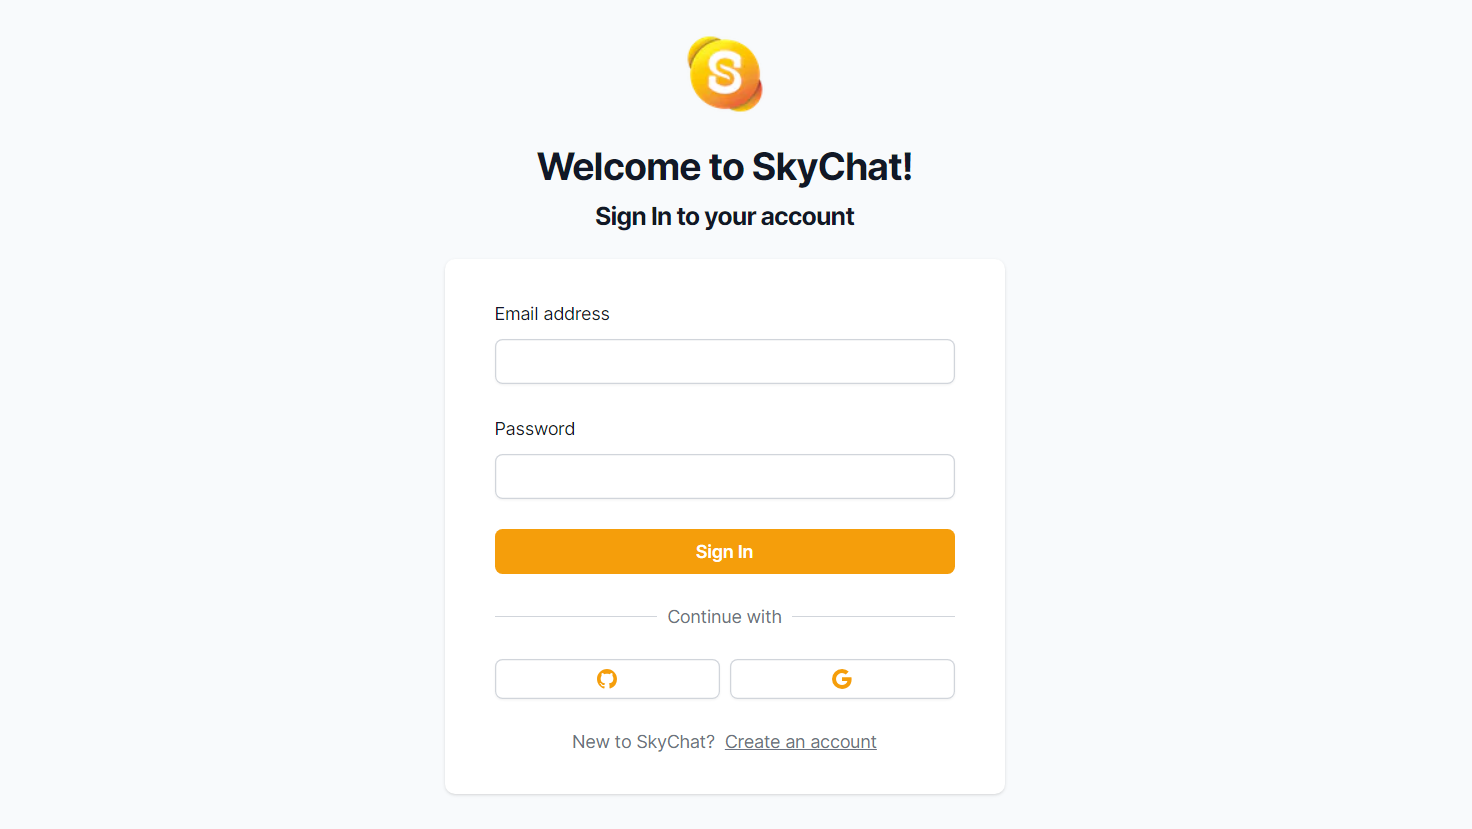 S
Welcome to SkyChat!
Sign In to your account
Email address
Password
Sign In
Continue with
New to SkyChat? Create an account